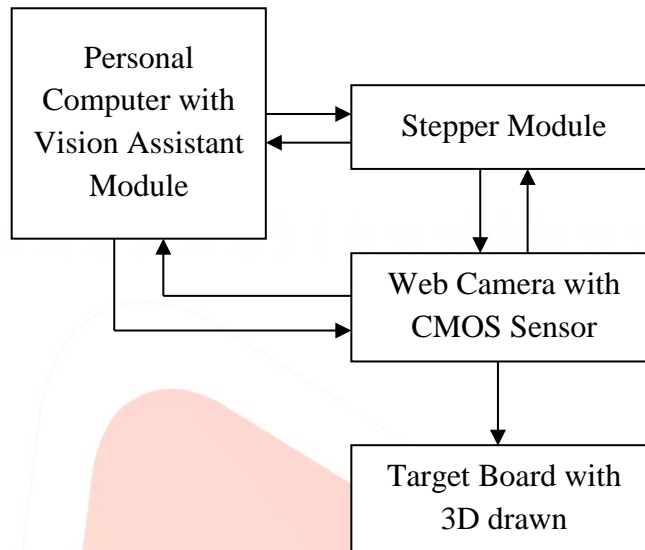 Personal
Computer with
Vision Assistant
Module
Stepper Module
Web Camera with
CMOS Sensor
Target Board with
3D drawn